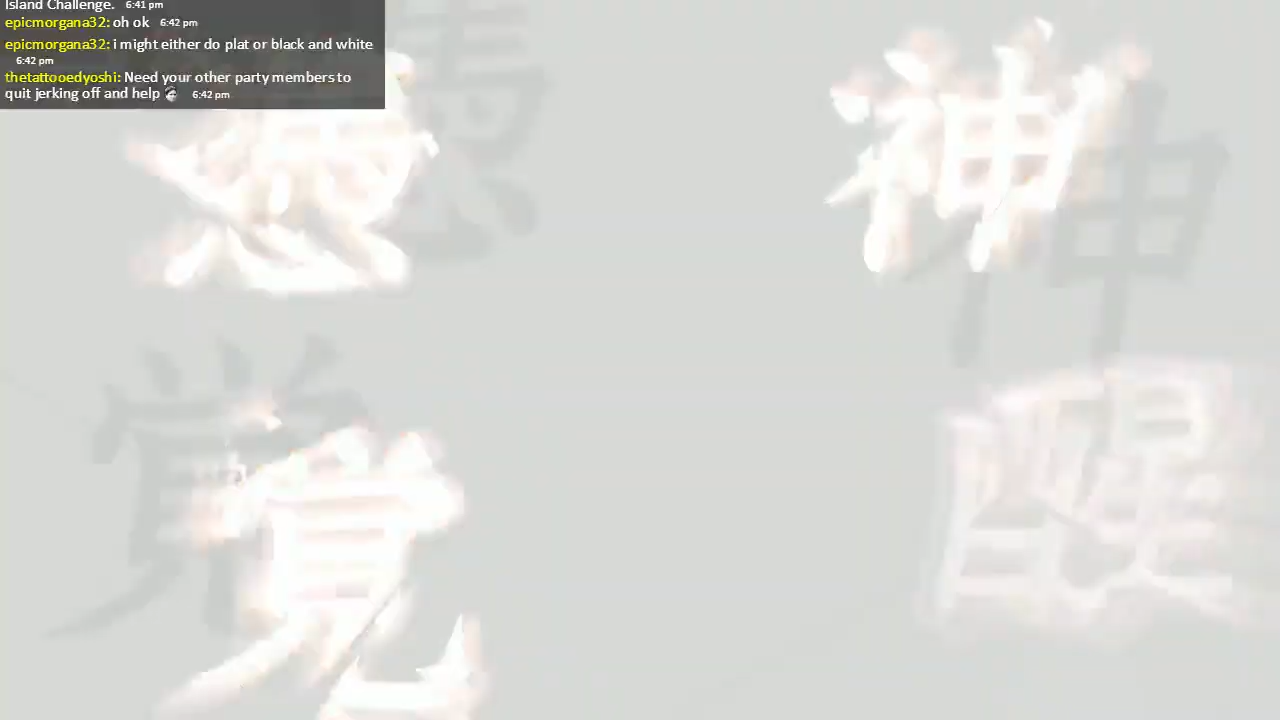 Island Challenge. 6:41 pm
epicmorgana32: oh ok 6:42 pm
epicmorgana32: i might either do plat or black and white
6:42 pm
thetattooedyoshi: Need your other party members to
quit jerking off and help 6:42 pm
神
覚
醒